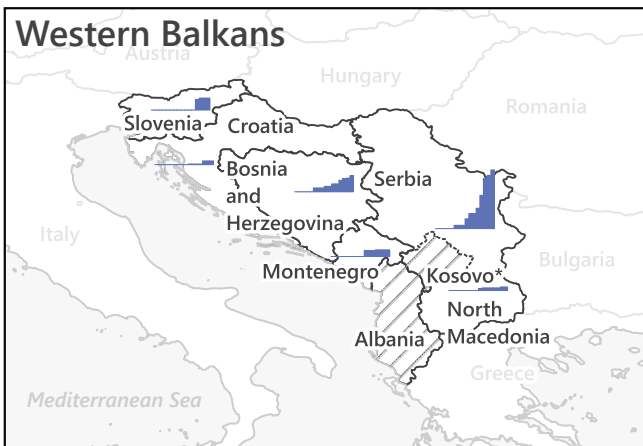 Western Balkans
Austria
Hungary
Romania
Slovenia
Croatia
Bosnia
and
Herzegovina
Serbia
Italy
Bulgaria
Montenegro
Kosovo*
North
Macedonia
Albania
Greece
Mediterranean Sea